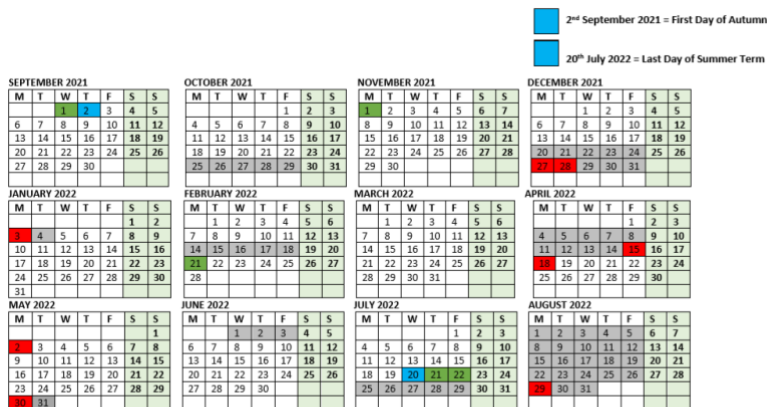 2nd September 2021 = First Day of Autumn
20th July 2022 = Last Day of Summer Term
SEPTEMBER 2021 OCTOBER 2021 NOVEMBER 2021 DECEMBER 2021
M T W T F S S M T W T F S S M T W T F S S M T W T F S S
1 2 3 4 5 1 2 3 1 2 3 4 5 6 7 1 2 3 4 5
6 7 8 9 10 11 12 4 5 6 7 8 9 10 8 9 10 11 12 13 14 6 7 8 9 10 11 12
13 14 15 16 17 18 19 11 12 13 14 15 16 17 15 16 17 18 19 20 21 13 14 15 16 17 18 19
20 21 22 23 24 25 26 18 19 20 21 22 23 24 22 23 24 25 26 27 28 20 21 22 23 24 25 26
27 28 29 30 25 26 27 28 29 30 31 29 30 27 28 29 30 31
JANUARY 2022 FEBRUARY 2022 MARCH 2022 APRIL 2022
M T W T F S S M T W T F S S M T W T F S S M T W T F S S
1 2 1 2 3 4 5 6 1 2 3 4 5 6 1 2 3
3 4 5 6 7 8 9 7 8 9 10 11 12 13 7 8 9 10 11 12 13 4 5 6 7 8 9 10
10 11 12 13 14 15 16 14 15 16 17 18 19 20 14 15 16 17 18 19 20 11 12 13 14 15 16 17
17 18 19 20 21 22 23 21 22 23 24 25 26 27 21 22 23 24 25 26 27 18 19 20 21 22 23 24
24 25 26 27 28 29 30 28 28 29 30 31 25 26 27 28 29 30
31
MAY 2022 JUNE 2022 JULY 2022 AUGUST 2022
M T W T F S S M T W T F S S M T W T F S S M T W T F S S
1 1 2 3 4 5 1 2 3 1 2 3 4 5 6 7
2 3 4 5 6 7 8 6 7 8 9 10 11 12 4 5 6 7 8 9 10 8 9 10 11 12 13 14
9 10 11 12 13 14 15 13 14 15 16 17 18 19 11 12 13 14 15 16 17 15 16 17 18 19 20 21
16 17 18 19 20 21 22 20 21 22 23 24 25 26 18 19 20 21 22 23 24 22 23 24 25 26 27 28
23 24 25 26 27 28 29 27 28 29 30 25 26 27 28 29 30 31 29 30 31
30 31